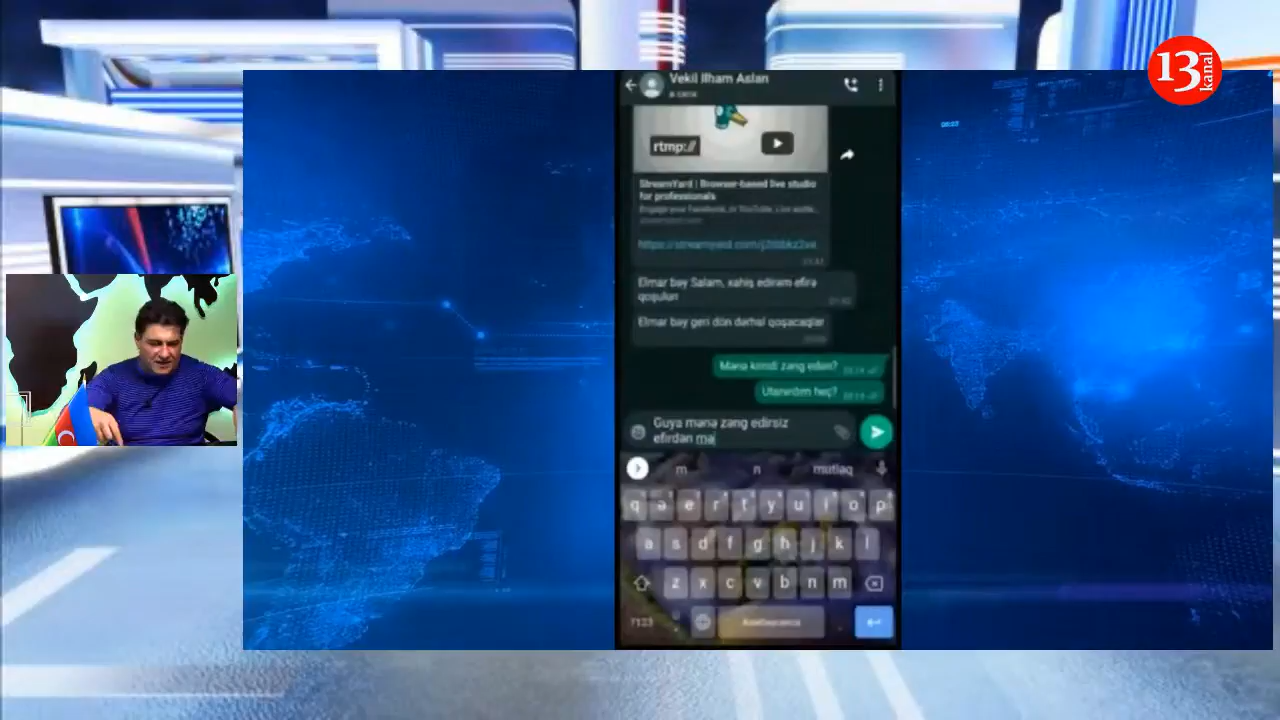 13
kanal
Vekil Ilham Aslan
в сети
rtmp://
StreamYard | Browser-based live studio
for professionals
Elmar bəy Salam, xahiş edirəm efirə
qoşulun
Elmar bəy geri dön dərhal qoşacaqlar
Mənə kimdi zəng edən?
Utanırdım heç?
Guya mənə zəng edirsiz
efirdən mə
m n mutləq
q ə e r t y u i o p
a s d f g h j k l
z x c v b n m
?123